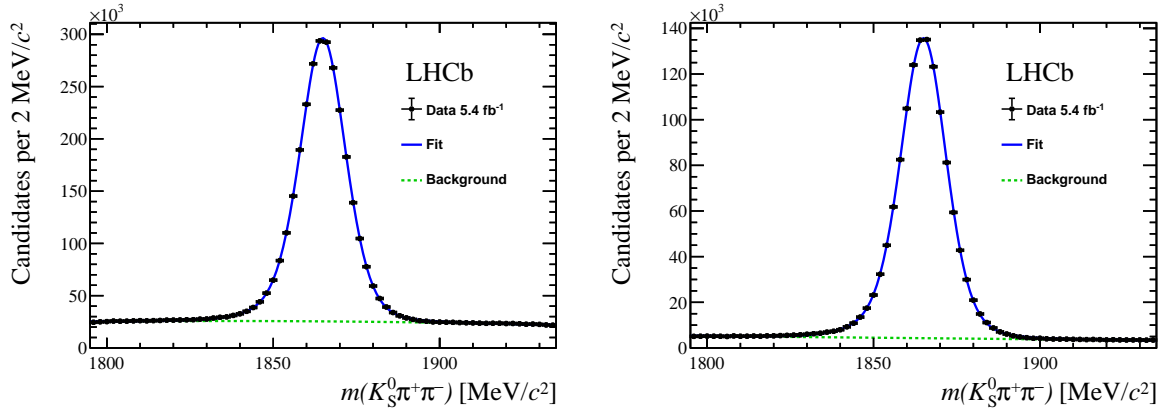 ×10³
300
250
200
150
100
50
0
Candidates per 2 MeV/c²
LHCb
Data 5.4 fb⁻¹
Fit
Background
1800
1850
1900
m(K⁰_Sπ⁺π⁻) [MeV/c²]
×10³
140
120
100
80
60
40
20
0
Candidates per 2 MeV/c²
LHCb
Data 5.4 fb⁻¹
Fit
Background
1800
1850
1900
m(K⁰_Sπ⁺π⁻) [MeV/c²]